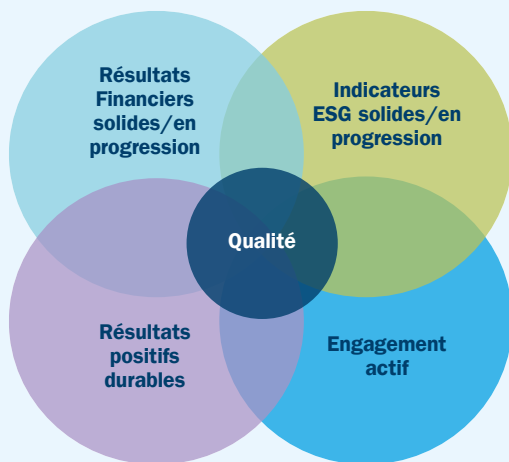 Résultats
Financiers
solides/en
progression
Indicateurs
ESG solides/en
progression
Qualité
Résultats
positifs
durables
Engagement
actif